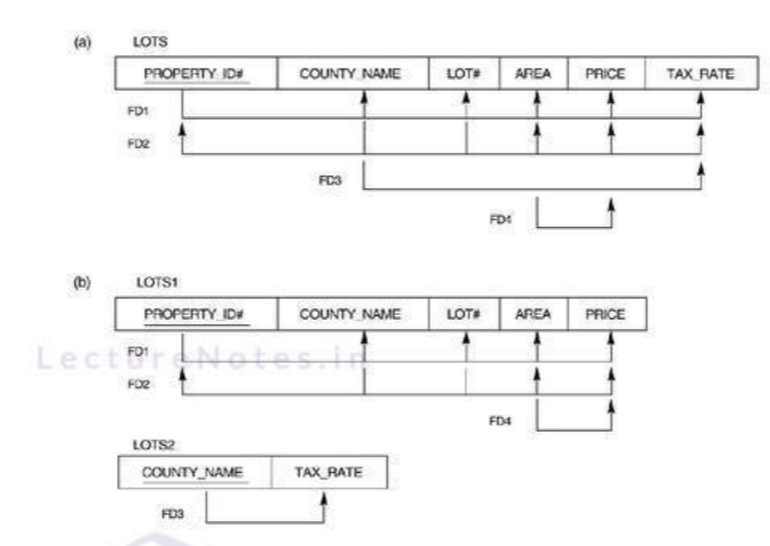 (a) LOTS
PROPERTY_ID# COUNTY_NAME LOT# AREA PRICE TAX_RATE
FD1
FD2
FD3
FD4
(b) LOTS1
PROPERTY_ID# COUNTY_NAME LOT# AREA PRICE
FD1
LectureNotes.in
FD2
FD4
LOTS2
COUNTY_NAME TAX_RATE
FD3